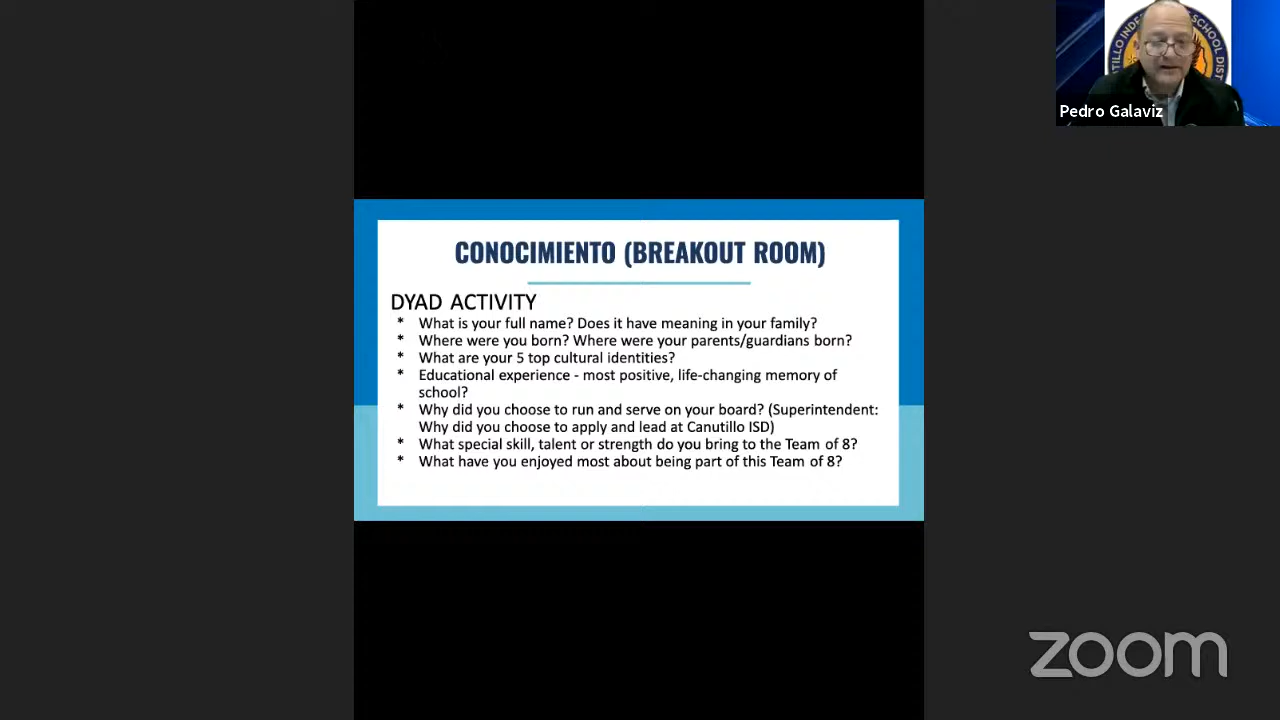 TILLO INDE SCHOOL DIST
Pedro Galaviz
CONOCIMIENTO (BREAKOUT ROOM)
DYAD ACTIVITY
* What is your full name? Does it have meaning in your family?
* Where were you born? Where were your parents/guardians born?
* What are your 5 top cultural identities?
* Educational experience - most positive, life-changing memory of
school?
* Why did you choose to run and serve on your board? (Superintendent:
Why did you choose to apply and lead at Canutillo ISD)
* What special skill, talent or strength do you bring to the Team of 8?
* What have you enjoyed most about being part of this Team of 8?
zoom